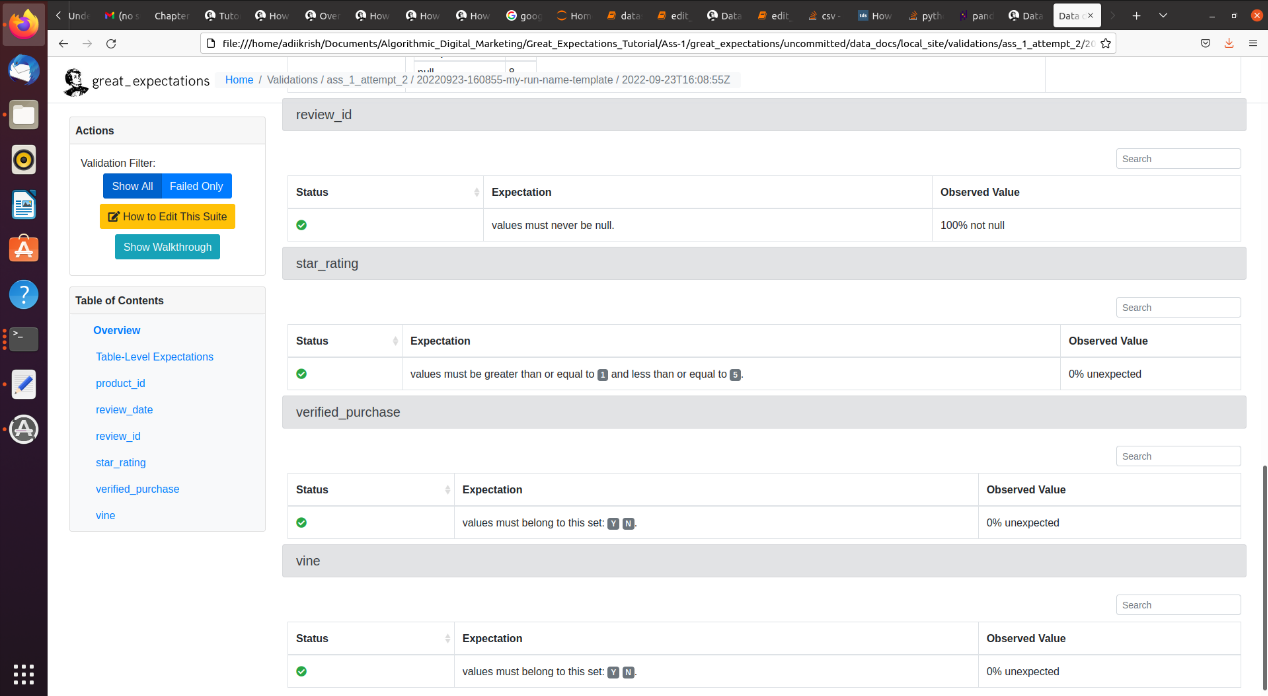 Unde
(no s
Chapter
Tuto
How
Over
How
How
How
goog
Hom
data
edit_
Data
edit_
csv -
How
pyth
pand
Data
Data
file:///home/adiikrish/Documents/Algorithmic_Digital_Marketing/Great_Expectations_Tutorial/Ass-1/great_expectations/uncommitted/data_docs/local_site/validations/ass_1_attempt_2/20
great_expectations
Home / Validations / ass_1_attempt_2 / 20220923-160855-my-run-name-template / 2022-09-23T16:08:55Z
null 8
Actions
Validation Filter:
Show All Failed Only
How to Edit This Suite
Show Walkthrough
Table of Contents
Overview
Table-Level Expectations
product_id
review_date
review_id
star_rating
verified_purchase
vine
review_id
Search
Status Expectation Observed Value
values must never be null. 100% not null
star_rating
Search
Status Expectation Observed Value
values must be greater than or equal to 1 and less than or equal to 5. 0% unexpected
verified_purchase
Search
Status Expectation Observed Value
values must belong to this set: Y N. 0% unexpected
vine
Search
Status Expectation Observed Value
values must belong to this set: Y N. 0% unexpected